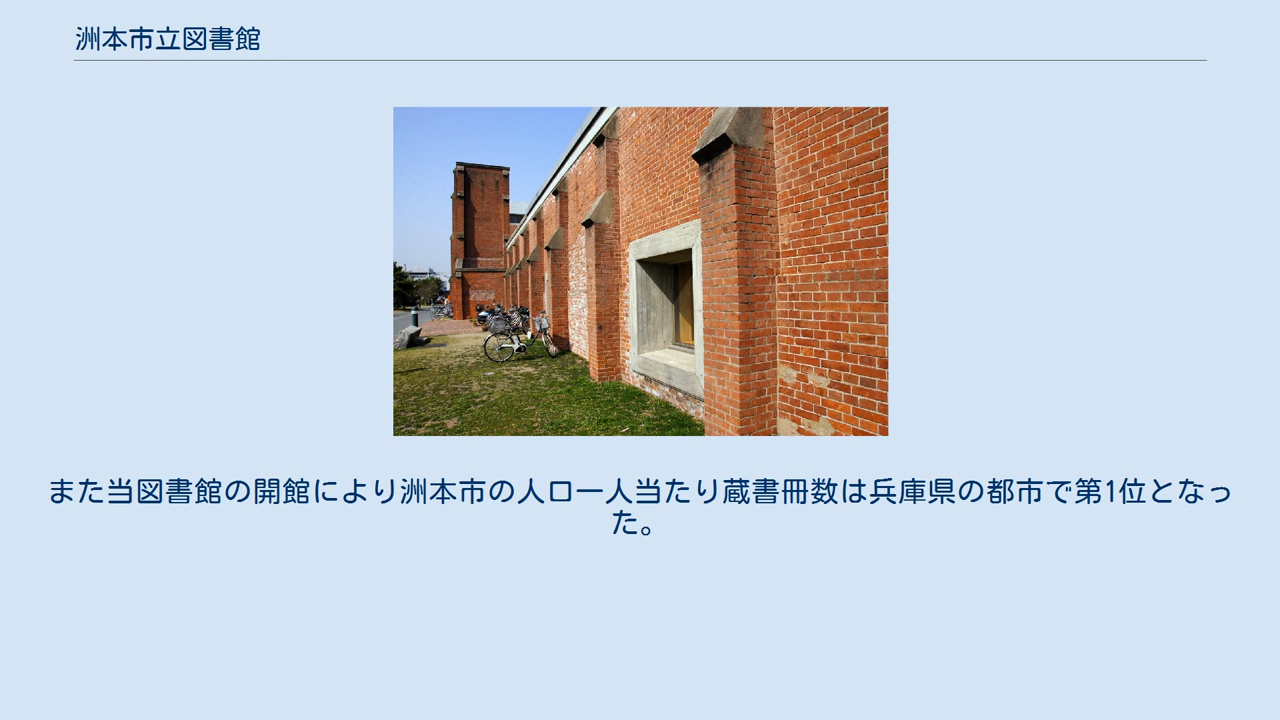 洲本市立図書館
また当図書館の開館により洲本市の人口一人当たり蔵書冊数は兵庫県の都市で第1位となっ
た。